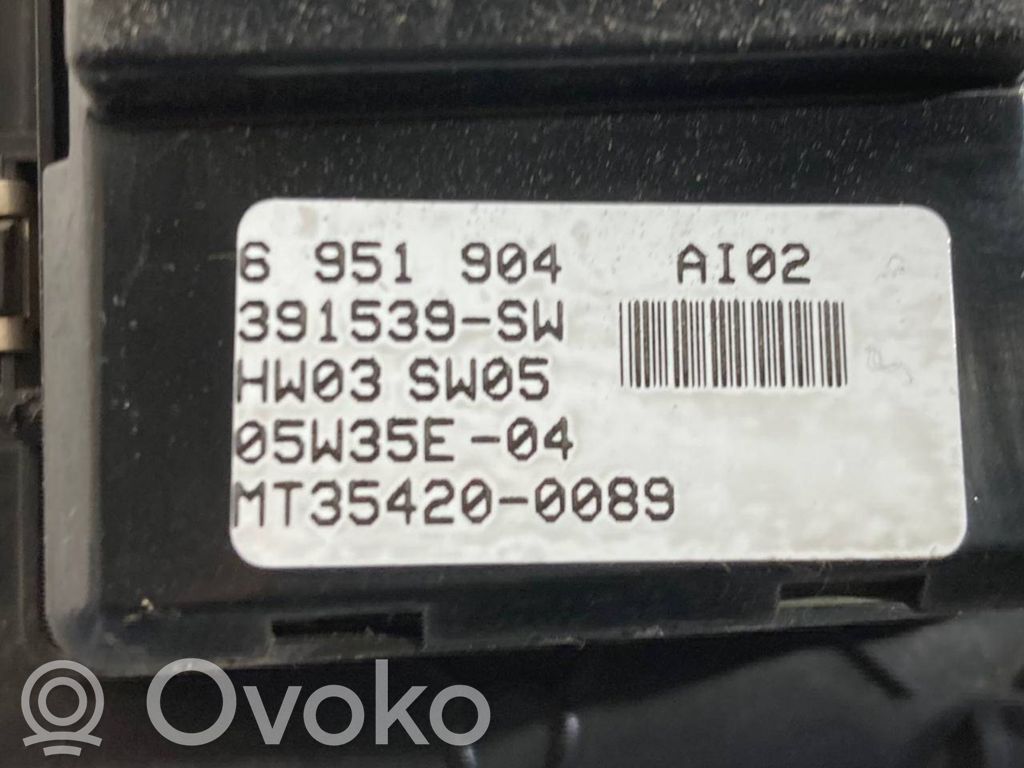 6 951 904 AI02
391539-SW
HW03 SW05
05W35E-04
MT35420-0089
Ovoko